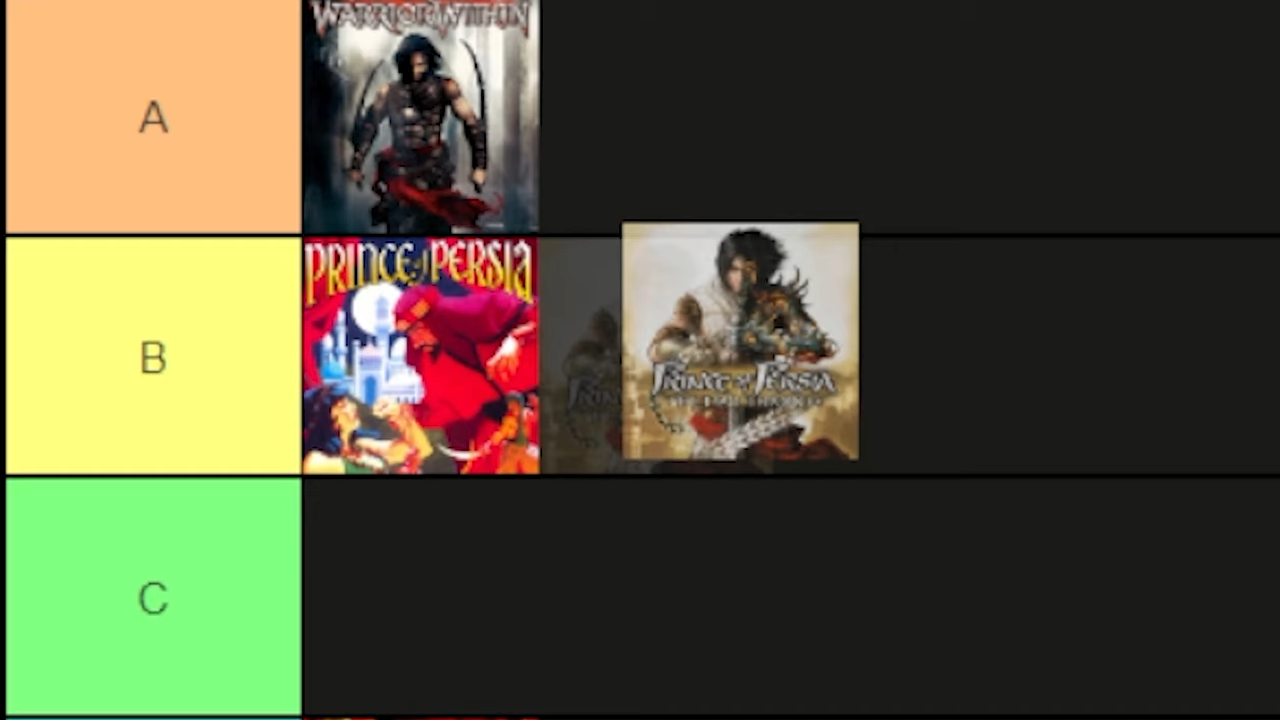 WARRIOR WITHIN
A
PRINCE of PERSIA
B
PRINCE of PERSIA
C